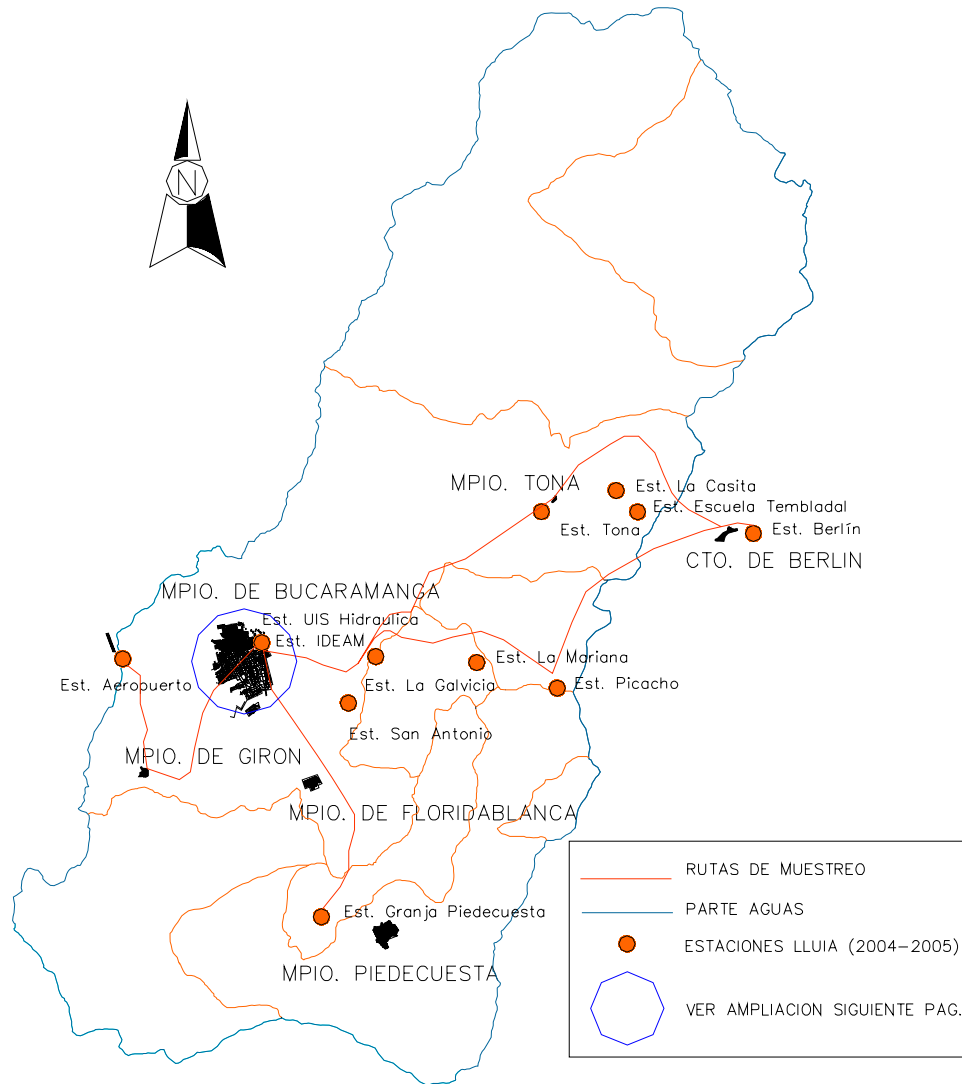 N
MPIO. TONA
Est. La Casita
Est. Escuela Tembladal
Est. Tona
Est. Berlín
CTO. DE BERLIN
MPIO. DE BUCARAMANGA
Est. UIS Hidraulica
Est. IDEAM
Est. La Mariana
Est. Aeropuerto
Est. La Galvicia
Est. Picacho
Est. San Antonio
MPIO. DE GIRON
MPIO. DE FLORIDABLANCA
Est. Granja Piedecuesta
MPIO. PIEDECUESTA
RUTAS DE MUESTREO
PARTE AGUAS
ESTACIONES LLUIA (2004-2005)
VER AMPLIACION SIGUIENTE PAG.